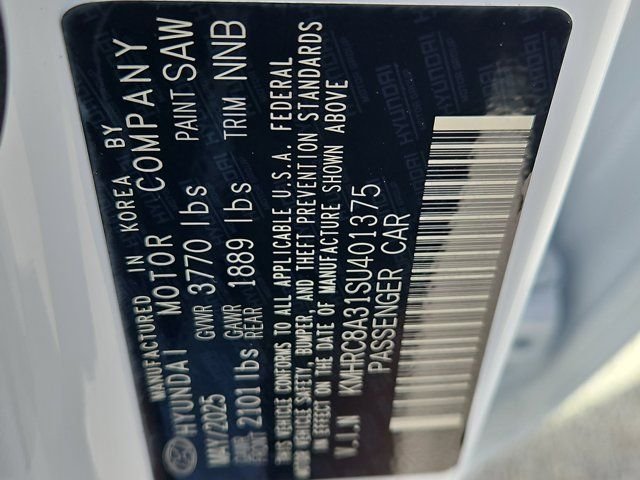 MANUFACTURED IN KOREA BY
HYUNDAI MOTOR COMPANY
MAY/2025 GVWR 3770 lbs PAINT SAW
GAWR FRONT 2101 lbs GAWR REAR 1889 lbs TRIM NNB
THIS VEHICLE CONFORMS TO ALL APPLICABLE U.S.A. FEDERAL
MOTOR VEHICLE SAFETY, BUMPER, AND THEFT PREVENTION STANDARDS
IN EFFECT ON THE DATE OF MANUFACTURE SHOWN ABOVE
V.I.N KMHRC8A31SU401375
PASSENGER CAR